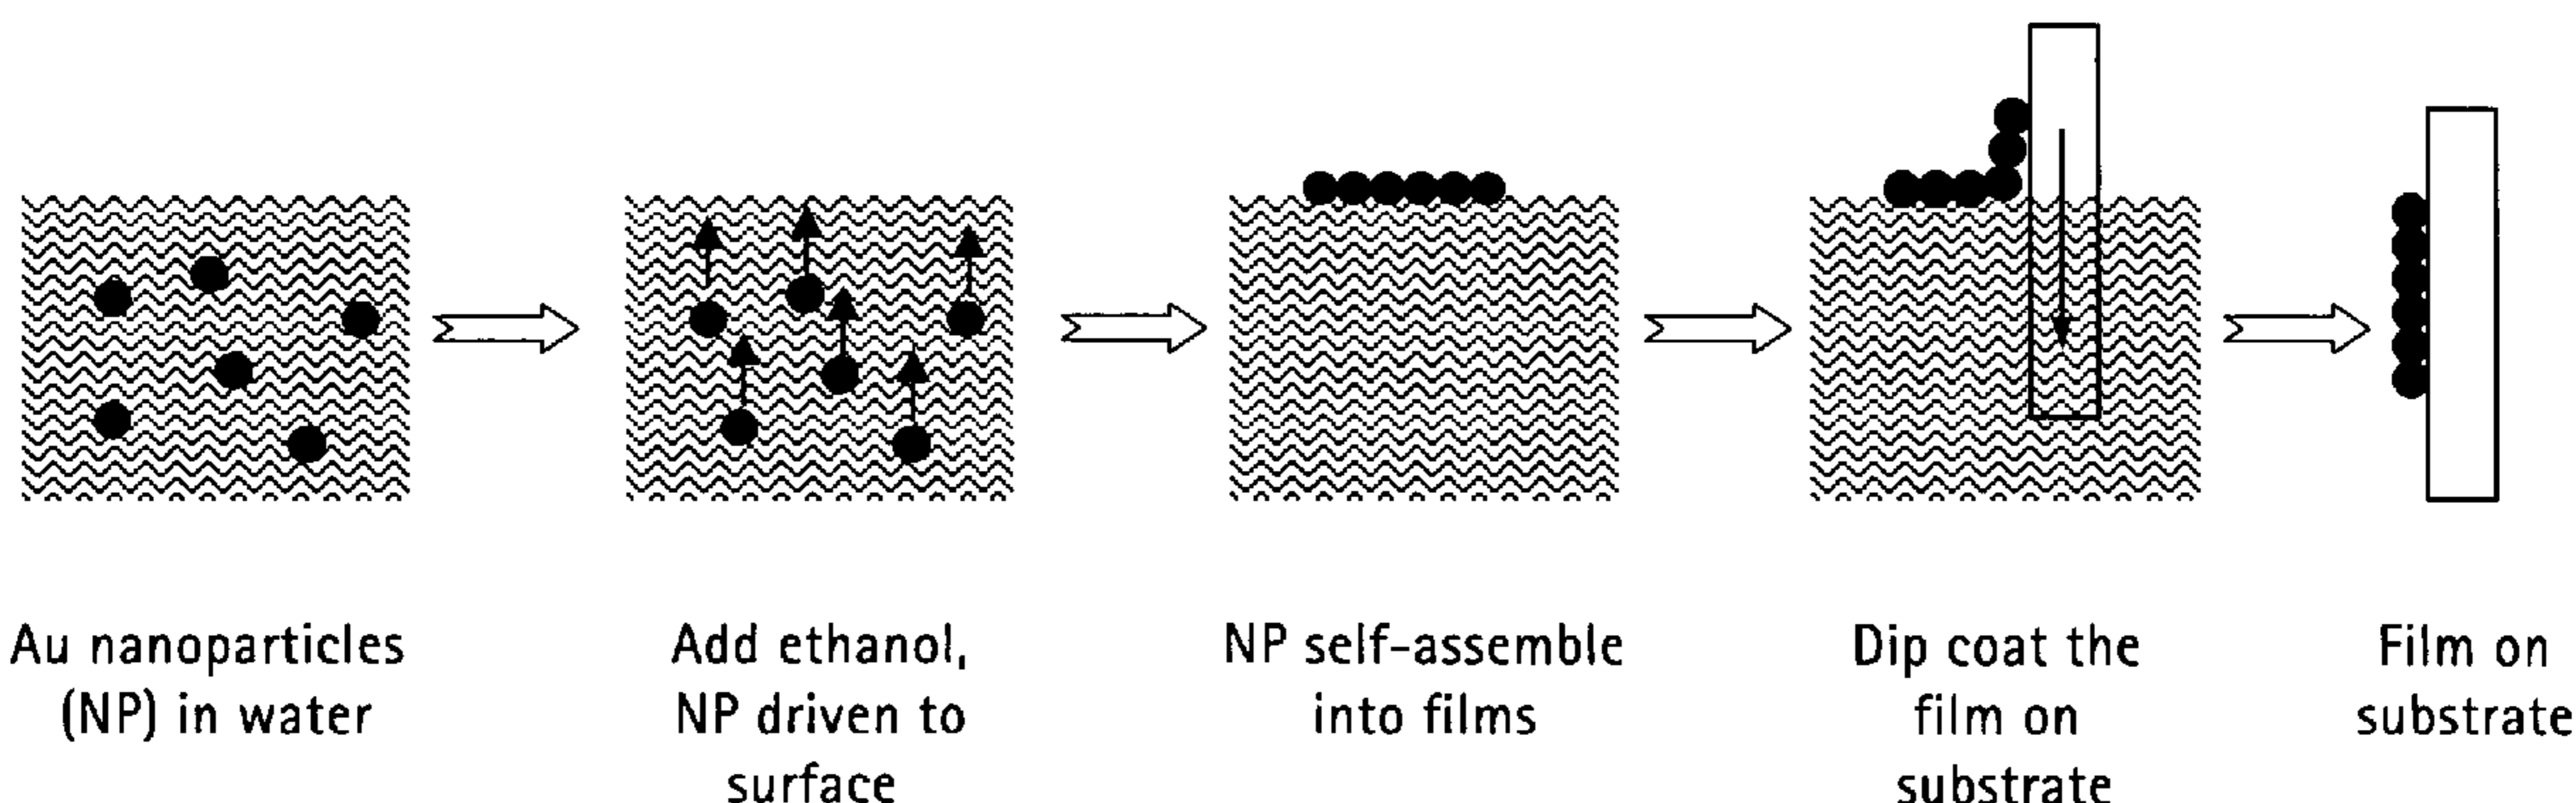 Au nanoparticles
(NP) in water
Add ethanol,
NP driven to
surface
NP self-assemble
into films
Dip coat the
film on
substrate
Film on
substrate